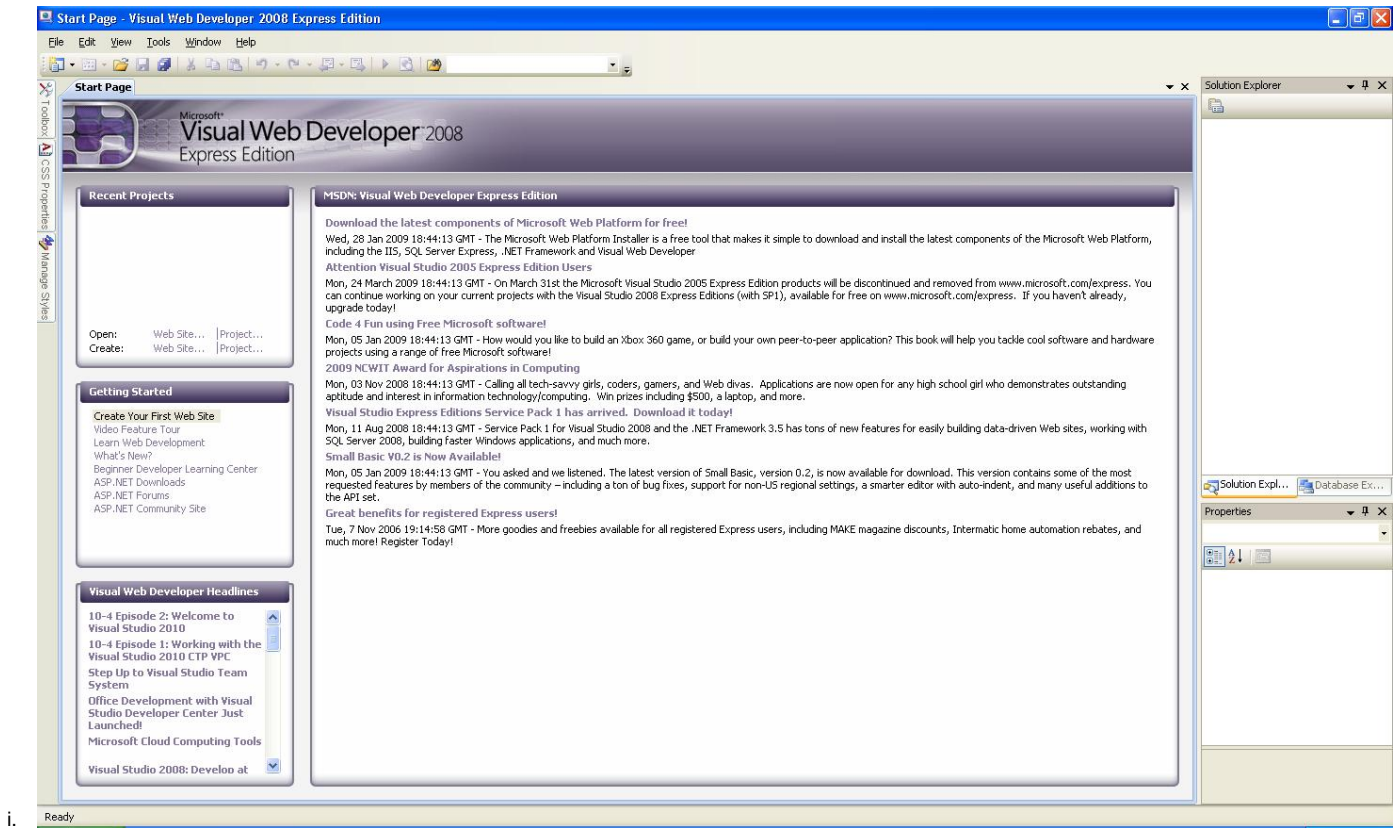 Start Page - Visual Web Developer 2008 Express Edition
File Edit View Tools Window Help
Toolbox
CSS Properties
Manage Styles
Start Page
Microsoft®
Visual Web Developer 2008
Express Edition
Recent Projects
Open: Web Site... |Project...
Create: Web Site... |Project...
Getting Started
Create Your First Web Site
Video Feature Tour
Learn Web Development
What's New?
Beginner Developer Learning Center
ASP.NET Downloads
ASP.NET Forums
ASP.NET Community Site
Visual Web Developer Headlines
10-4 Episode 2: Welcome to
Visual Studio 2010
10-4 Episode 1: Working with the
Visual Studio 2010 CTP VPC
Step Up to Visual Studio Team
System
Office Development with Visual
Studio Developer Center Just
Launched!
Microsoft Cloud Computing Tools
Visual Studio 2008: Develop at
MSDN: Visual Web Developer Express Edition
Download the latest components of Microsoft Web Platform for free!
Wed, 28 Jan 2009 18:44:13 GMT - The Microsoft Web Platform Installer is a free tool that makes it simple to download and install the latest components of the Microsoft Web Platform,
including the IIS, SQL Server Express, .NET Framework and Visual Web Developer
Attention Visual Studio 2005 Express Edition Users
Mon, 24 March 2009 18:44:13 GMT - On March 31st the Microsoft Visual Studio 2005 Express Edition products will be discontinued and removed from www.microsoft.com/express. You
can continue working on your current projects with the Visual Studio 2008 Express Editions (with SP1), available for free on www.microsoft.com/express. If you haven't already,
upgrade today!
Code 4 Fun using Free Microsoft software!
Mon, 05 Jan 2009 18:44:13 GMT - How would you like to build an Xbox 360 game, or build your own peer-to-peer application? This book will help you tackle cool software and hardware
projects using a range of free Microsoft software!
2009 NCWIT Award for Aspirations in Computing
Mon, 03 Nov 2008 18:44:13 GMT - Calling all tech-savvy girls, coders, gamers, and Web divas. Applications are now open for any high school girl who demonstrates outstanding
aptitude and interest in information technology/computing. Win prizes including $500, a laptop, and more.
Visual Studio Express Editions Service Pack 1 has arrived. Download it today!
Mon, 11 Aug 2008 18:44:13 GMT - Service Pack 1 for Visual Studio 2008 and the .NET Framework 3.5 has tons of new features for easily building data-driven Web sites, working with
SQL Server 2008, building faster Windows applications, and much more.
Small Basic V0.2 is Now Available!
Mon, 05 Jan 2009 18:44:13 GMT - You asked and we listened. The latest version of Small Basic, version 0.2, is now available for download. This version contains some of the most
requested features by members of the community – including a ton of bug fixes, support for non-US regional settings, a smarter editor with auto-indent, and many useful additions to
the API set.
Great benefits for registered Express users!
Tue, 7 Nov 2006 19:14:58 GMT - More goodies and freebies available for all registered Express users, including MAKE magazine discounts, Intermatic home automation rebates, and
much more! Register Today!
Solution Explorer
Solution Expl... Database Ex...
Properties
i.
Ready